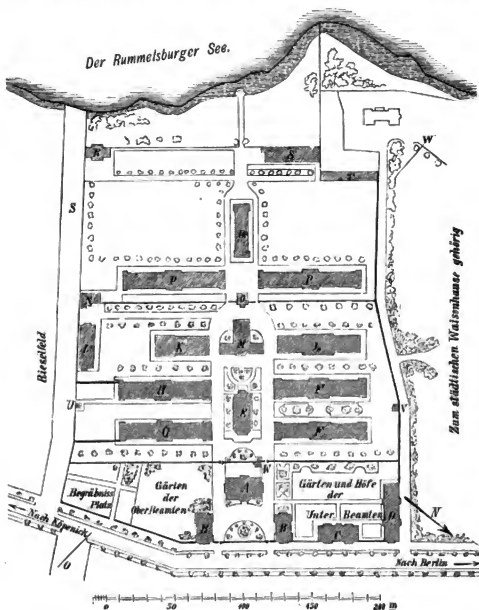 Der Rummelsburger See.
W
S
Rieselfeld
Zum städtischen Waisenhause gehörig
P
P
O
M
K
L
H
F
U
V
E
G
F
W
A
Begräbniss
Platz
Gärten
der
Oberbeamten
Gärten und Höfe
der
Unter Beamten
N
B
B
C
D
Nach Köpenick
O
Nach Berlin
0 50 100 150 200 m